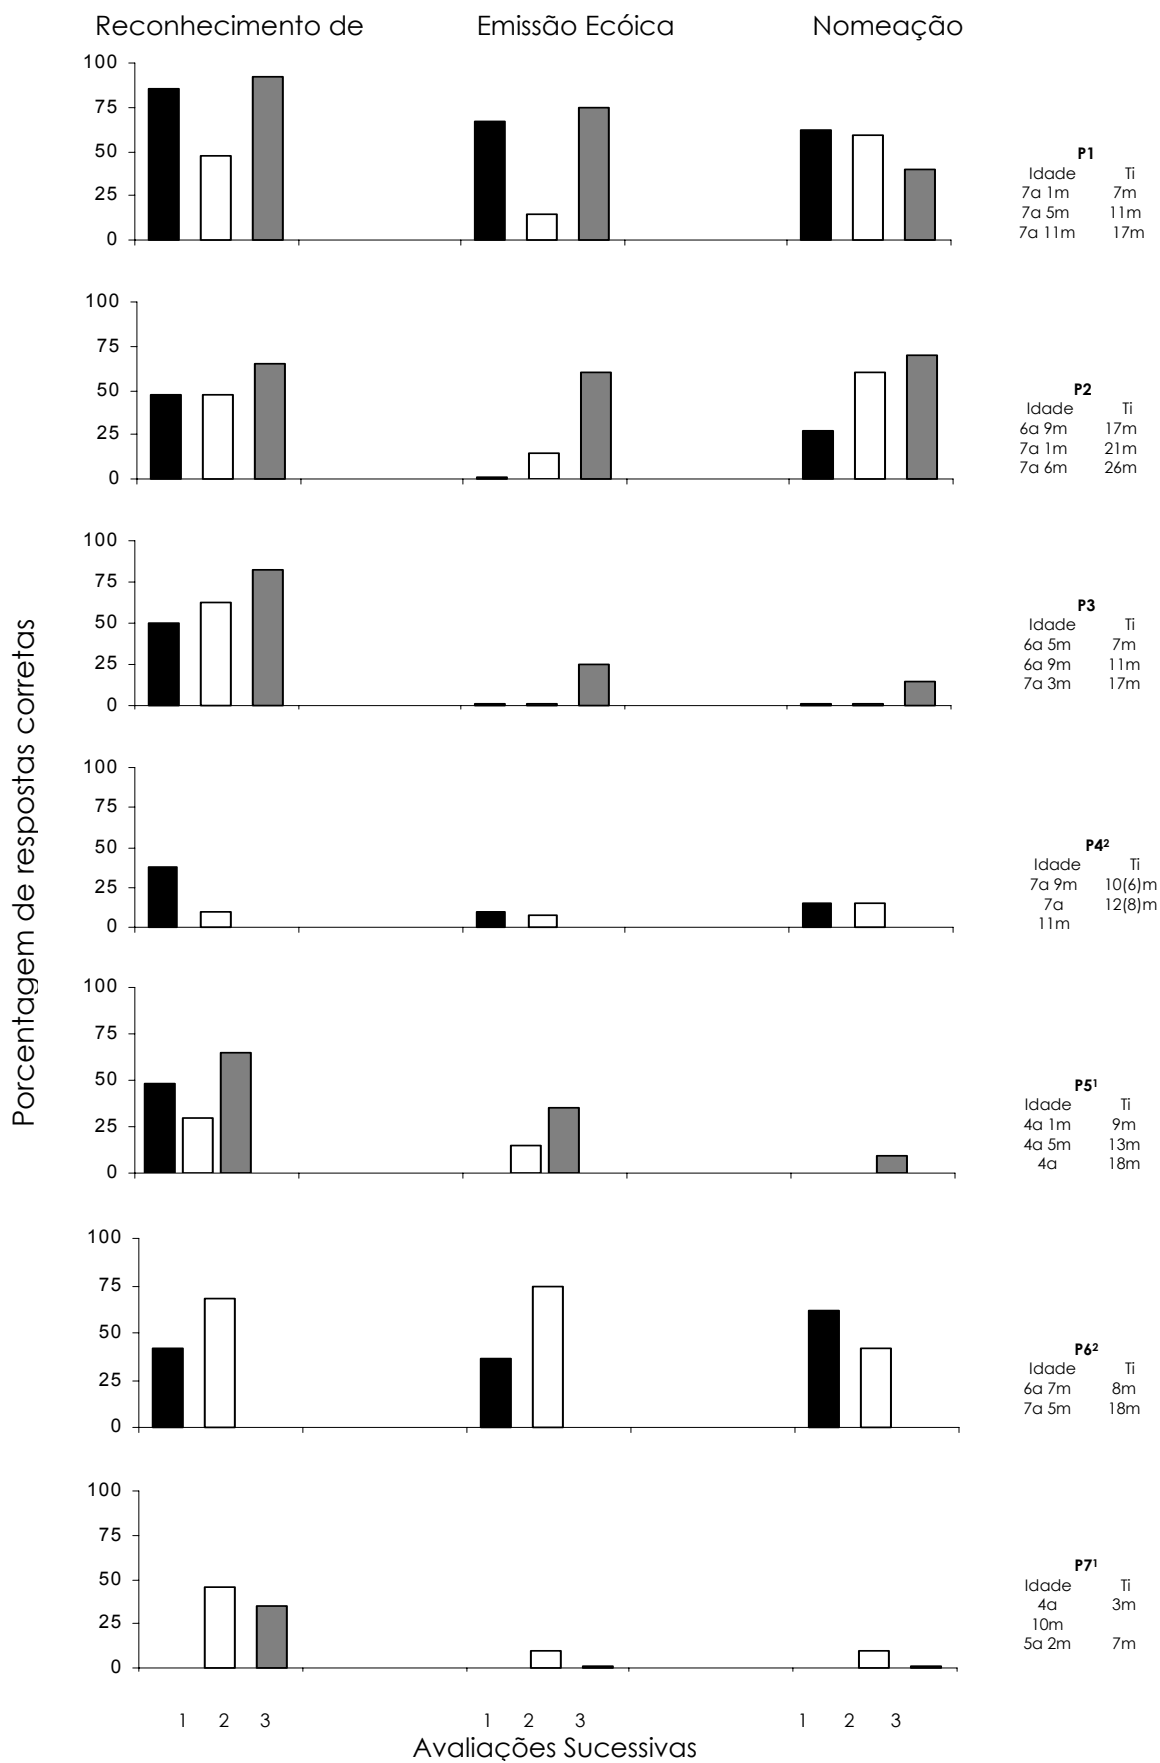 Reconhecimento de Emissão Ecóica Nomeação
100
75
50
25
0
P1
Idade Ti
7a 1m 7m
7a 5m 11m
7a 11m 17m
100
75
50
25
0
P2
Idade Ti
6a 9m 17m
7a 1m 21m
7a 6m 26m
Porcentagem de respostas corretas
100
75
50
25
0
P3
Idade Ti
6a 5m 7m
6a 9m 11m
7a 3m 17m
100
75
50
25
0
P4²
Idade Ti
7a 9m 10(6)m
7a 12(8)m
11m
100
75
50
25
0
P5¹
Idade Ti
4a 1m 9m
4a 5m 13m
4a 18m
100
75
50
25
0
P6²
Idade Ti
6a 7m 8m
7a 5m 18m
100
75
50
25
0
P7¹
Idade Ti
4a 3m
10m
5a 2m 7m
1 2 3 1 2 3 1 2 3
Avaliações Sucessivas